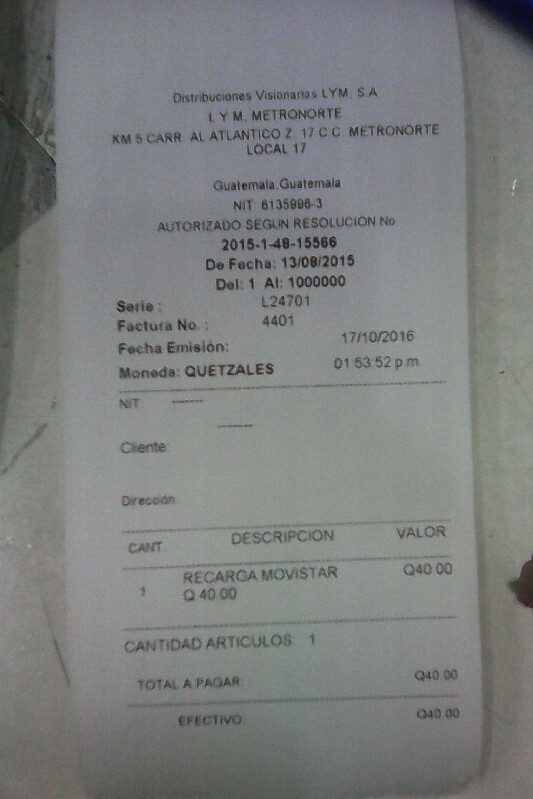 Distribuciones Visionarias LYM, S.A
L Y M, METRONORTE
KM 5 CARR. AL ATLANTICO Z. 17 C.C. METRONORTE
LOCAL 17
Guatemala,Guatemala
NIT: 6135996-3
AUTORIZADO SEGUN RESOLUCION No.
2015-1-48-15566
De Fecha: 13/08/2015
Del: 1 Al: 1000000
Serie : L24701
Factura No. : 4401
Fecha Emisión: 17/10/2016
Moneda: QUETZALES 01:53:52 p.m.
NIT: ------
------
Cliente:
Dirección:
CANT. DESCRIPCION VALOR
1 RECARGA MOVISTAR Q40.00
Q 40.00
CANTIDAD ARTICULOS: 1
TOTAL A PAGAR: Q40.00
EFECTIVO Q40.00